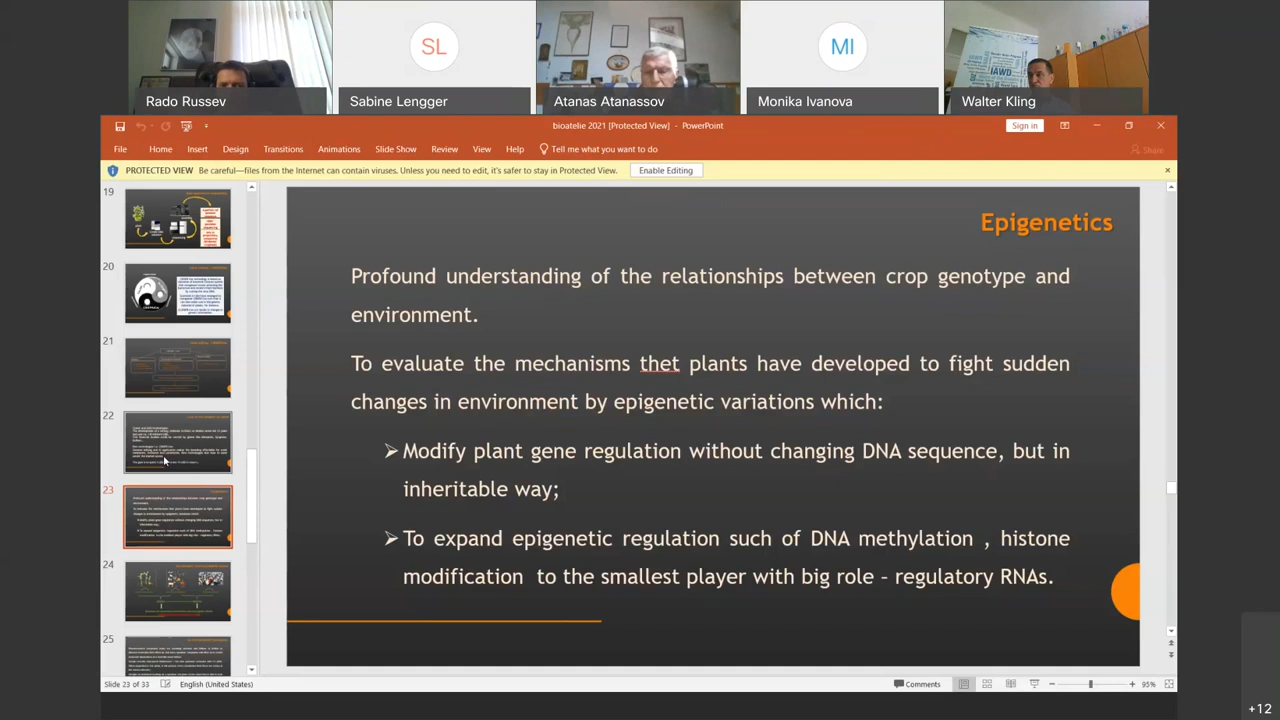 SL
MI
IAWD
Rado Russev
Sabine Lengger
Atanas Atanassov
Monika Ivanova
Walter Kling
bioatelie 2021 [Protected View] - PowerPoint
Sign in
File Home Insert Design Transitions Animations Slide Show Review View Help Tell me what you want to do
Share
PROTECTED VIEW Be careful—files from the Internet can contain viruses. Unless you need to edit, it's safer to stay in Protected View.
Enable Editing
19
20
21
22
23
24
25
Epigenetics
Profound understanding of the relationships between crop genotype and
environment.
To evaluate the mechanisms thet plants have developed to fight sudden
changes in environment by epigenetic variations which:
Modify plant gene regulation without changing DNA sequence, but in
inheritable way;
To expand epigenetic regulation such of DNA methylation , histone
modification to the smallest player with big role – regulatory RNAs.
Slide 23 of 33
English (United States)
Comments
95%
+12